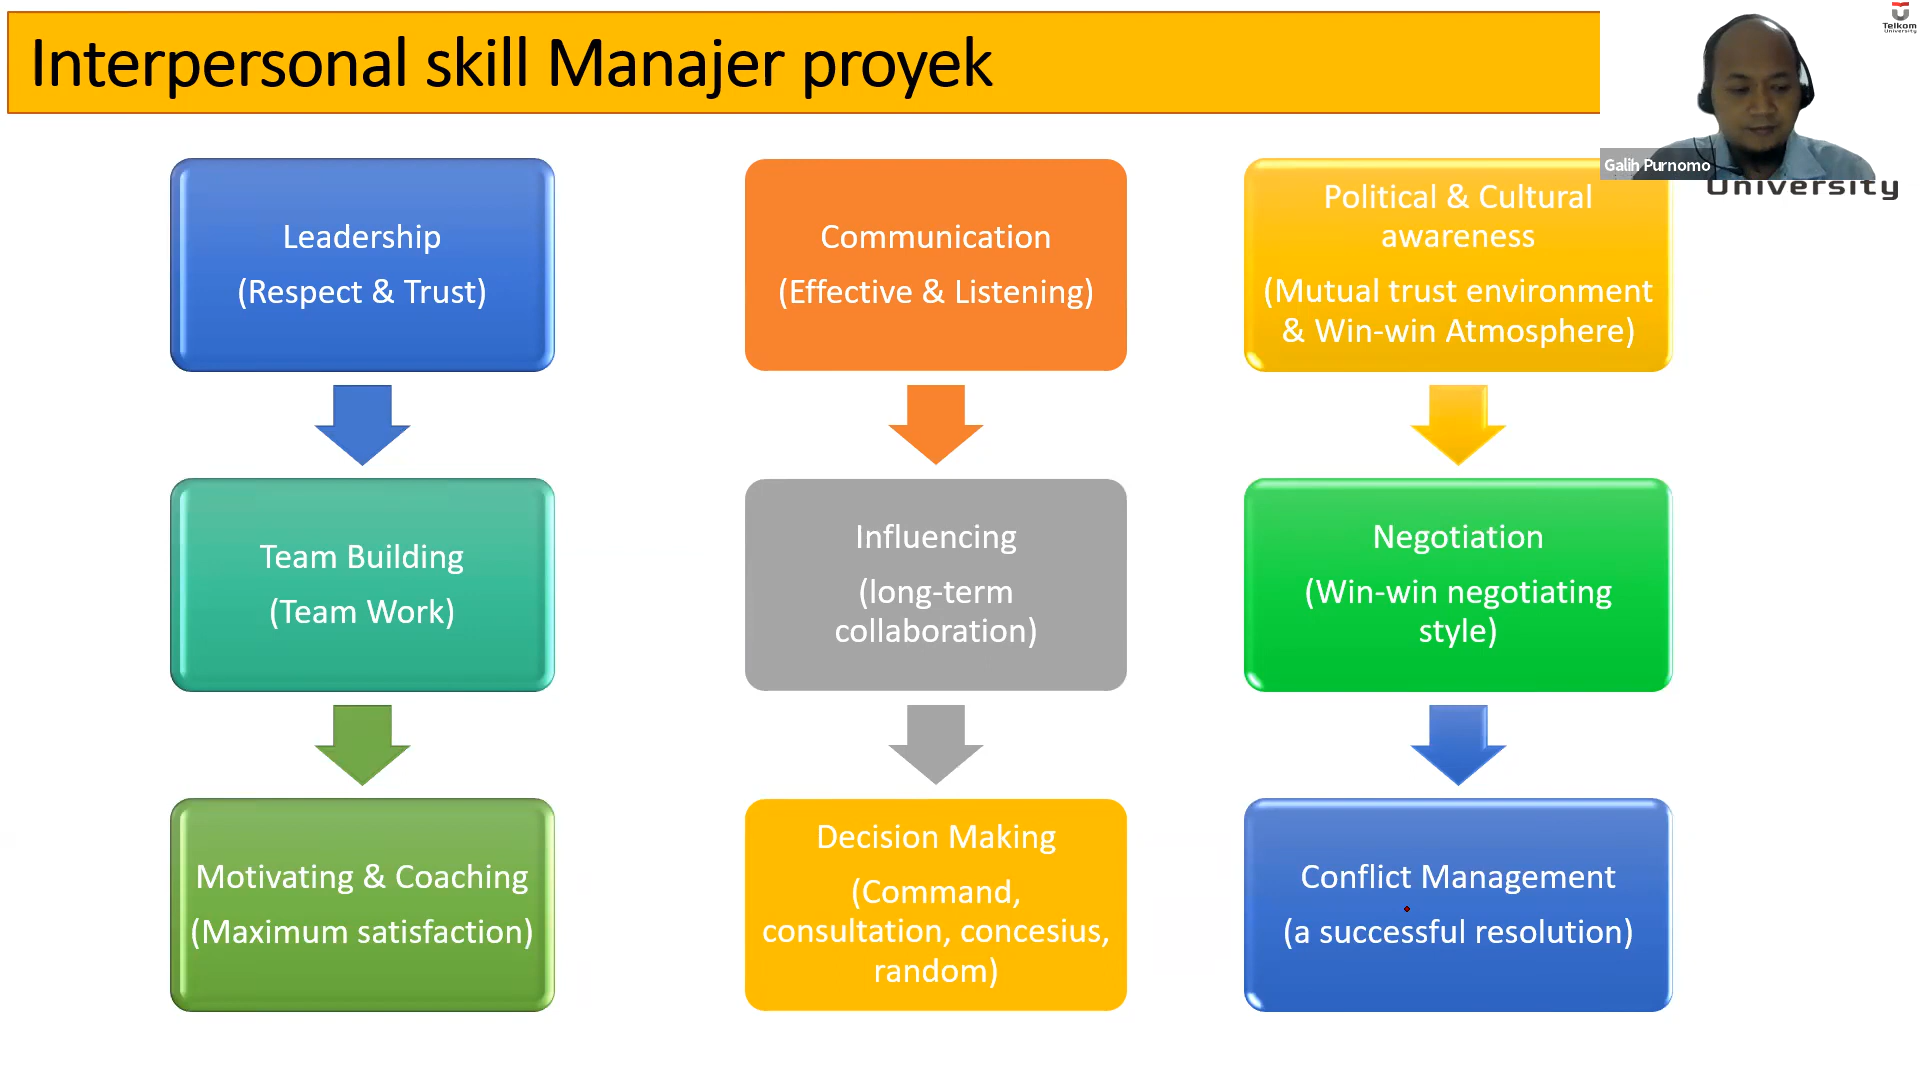 Interpersonal skill Manajer proyek
Telkom
University
Galih Purnomo
University
Leadership
(Respect & Trust)
Team Building
(Team Work)
Motivating & Coaching
(Maximum satisfaction)
Communication
(Effective & Listening)
Influencing
(long-term
collaboration)
Decision Making
(Command,
consultation, concesius,
random)
Political & Cultural
awareness
(Mutual trust environment
& Win-win Atmosphere)
Negotiation
(Win-win negotiating
style)
Conflict Management
(a successful resolution)